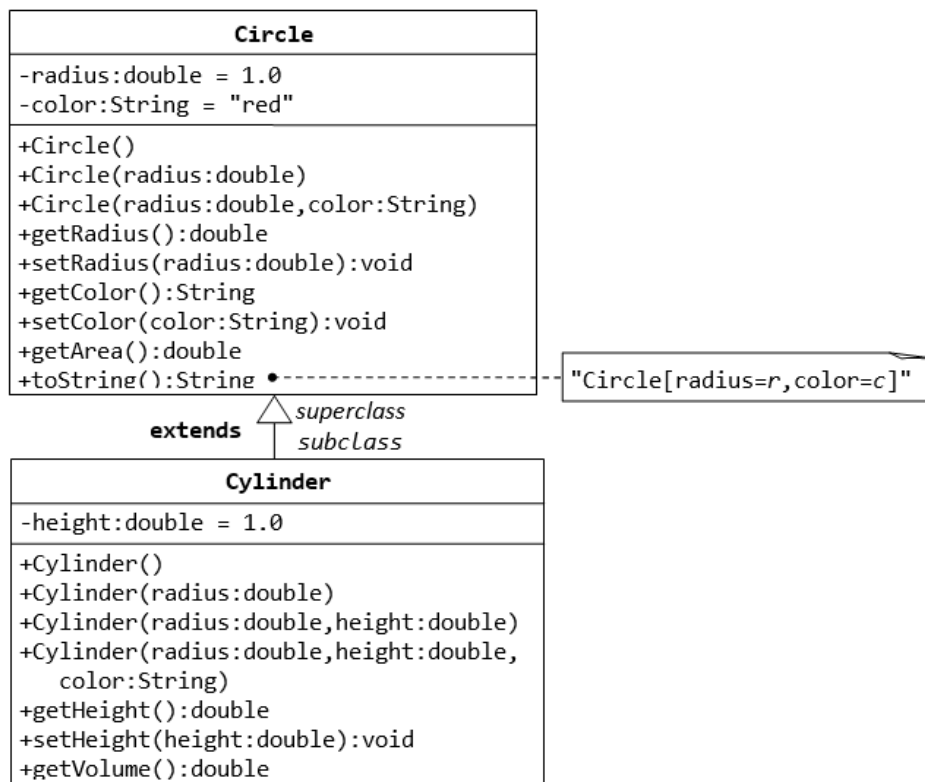 Circle
-radius:double = 1.0
-color:String = "red"
+Circle()
+Circle(radius:double)
+Circle(radius:double,color:String)
+getRadius():double
+setRadius(radius:double):void
+getColor():String
+setColor(color:String):void
+getArea():double
+toString():String
"Circle[radius=r,color=c]"
superclass
extends
subclass
Cylinder
-height:double = 1.0
+Cylinder()
+Cylinder(radius:double)
+Cylinder(radius:double,height:double)
+Cylinder(radius:double,height:double,
color:String)
+getHeight():double
+setHeight(height:double):void
+getVolume():double